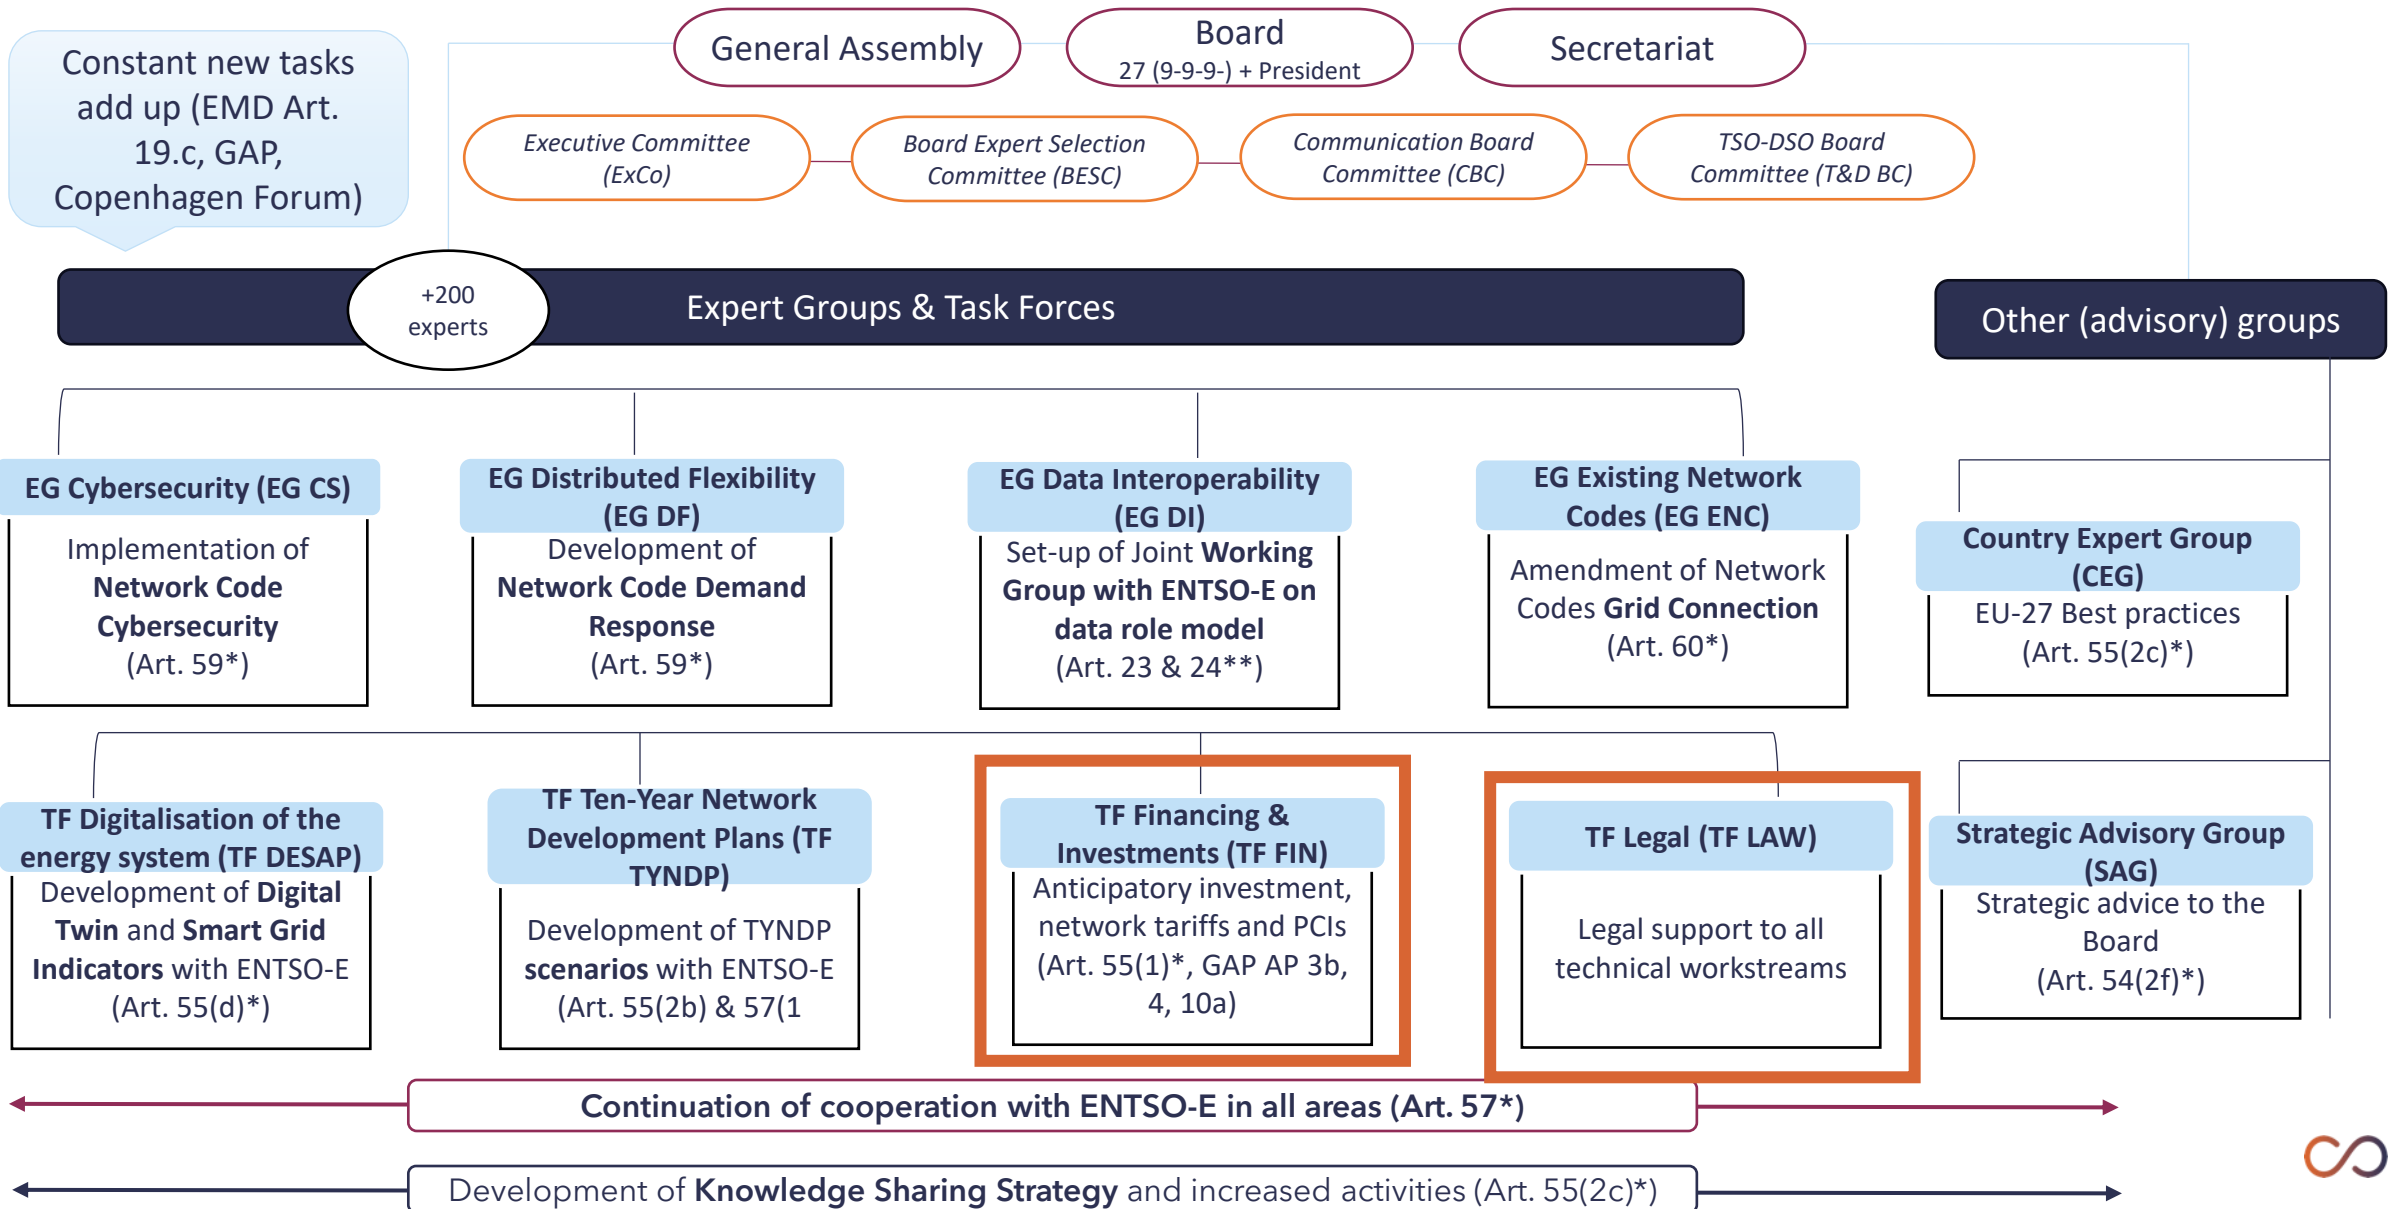 Constant new tasks
add up (EMD Art.
19.c, GAP,
Copenhagen Forum)
General Assembly
Board
27 (9-9-9-) + President
Secretariat
Executive Committee
(ExCo)
Board Expert Selection
Committee (BESC)
Communication Board
Committee (CBC)
TSO-DSO Board
Committee (T&D BC)
+200
experts
Expert Groups & Task Forces
Other (advisory) groups
EG Cybersecurity (EG CS)
Implementation of
Network Code
Cybersecurity
(Art. 59*)
EG Distributed Flexibility
(EG DF)
Development of
Network Code Demand
Response
(Art. 59*)
EG Data Interoperability
(EG DI)
Set-up of Joint Working
Group with ENTSO-E on
data role model
(Art. 23 & 24**)
EG Existing Network
Codes (EG ENC)
Amendment of Network
Codes Grid Connection
(Art. 60*)
Country Expert Group
(CEG)
EU-27 Best practices
(Art. 55(2c)*)
TF Digitalisation of the
energy system (TF DESAP)
Development of Digital
Twin and Smart Grid
Indicators with ENTSO-E
(Art. 55(d)*)
TF Ten-Year Network
Development Plans (TF
TYNDP)
Development of TYNDP
scenarios with ENTSO-E
(Art. 55(2b) & 57(1
TF Financing &
Investments (TF FIN)
Anticipatory investment,
network tariffs and PCIs
(Art. 55(1)*, GAP AP 3b,
4, 10a)
TF Legal (TF LAW)
Legal support to all
technical workstreams
Strategic Advisory Group
(SAG)
Strategic advice to the
Board
(Art. 54(2f)*)
Continuation of cooperation with ENTSO-E in all areas (Art. 57*)
Development of Knowledge Sharing Strategy and increased activities (Art. 55(2c)*)